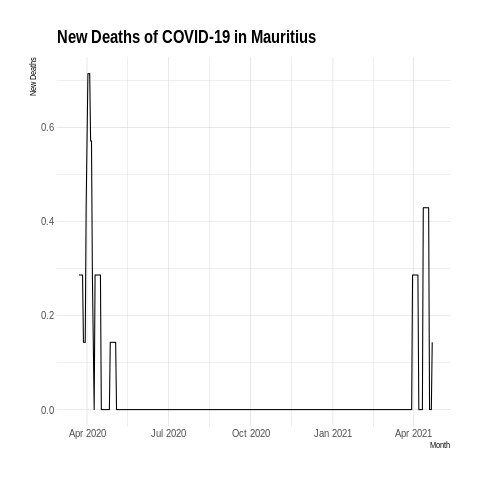 New Deaths of COVID-19 in Mauritius
New Deaths
0.6
0.4
0.2
0.0
Apr 2020 Jul 2020 Oct 2020 Jan 2021 Apr 2021
Month